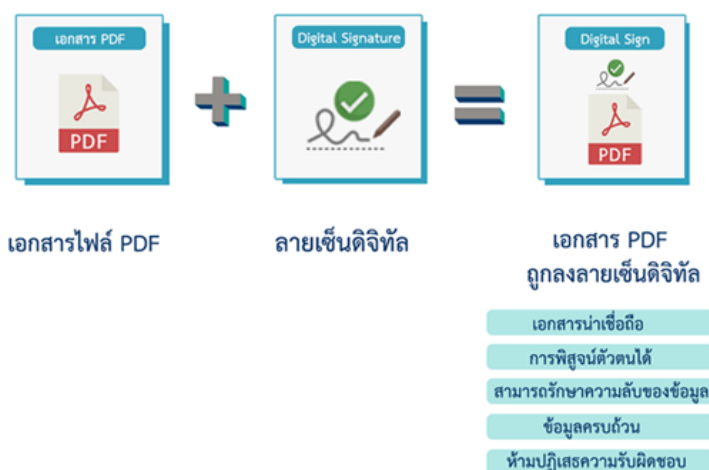 เอกสาร PDF
Digital Signature
Digital Sign
PDF
PDF
เอกสารไฟล์ PDF
ลายเซ็นดิจิทัล
เอกสาร PDF
ถูกลงลายเซ็นดิจิทัล
เอกสารน่าเชื่อถือ
การพิสูจน์ตัวตนได้
สามารถรักษาความลับของข้อมูล
ข้อมูลครบถ้วน
ห้ามปฏิเสธความรับผิดชอบ